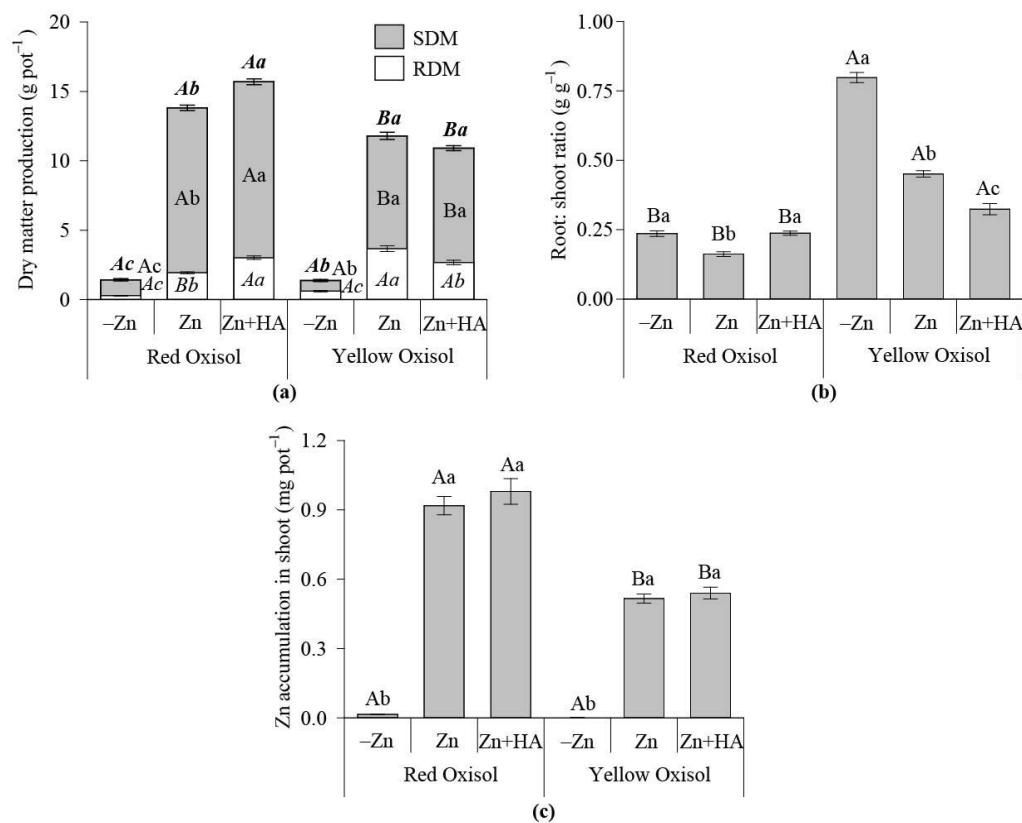 Dry matter production (g pot⁻¹)
20
15
10
5
0
SDM
RDM
Ac
Ac
Ac
Ab
Ab
Bb
Aa
Aa
Aa
Ab
Ab
Ac
Ba
Ba
Aa
Ba
Ba
Ab
–Zn Zn Zn+HA –Zn Zn Zn+HA
Red Oxisol Yellow Oxisol
(a)
Root: shoot ratio (g g⁻¹)
1.00
0.75
0.50
0.25
0.00
Ba Bb Ba Aa Ab Ac
–Zn Zn Zn+HA –Zn Zn Zn+HA
Red Oxisol Yellow Oxisol
(b)
Zn accumulation in shoot (mg pot⁻¹)
1.2
0.9
0.6
0.3
0.0
Ab Aa Aa Ab Ba Ba
–Zn Zn Zn+HA –Zn Zn Zn+HA
Red Oxisol Yellow Oxisol
(c)